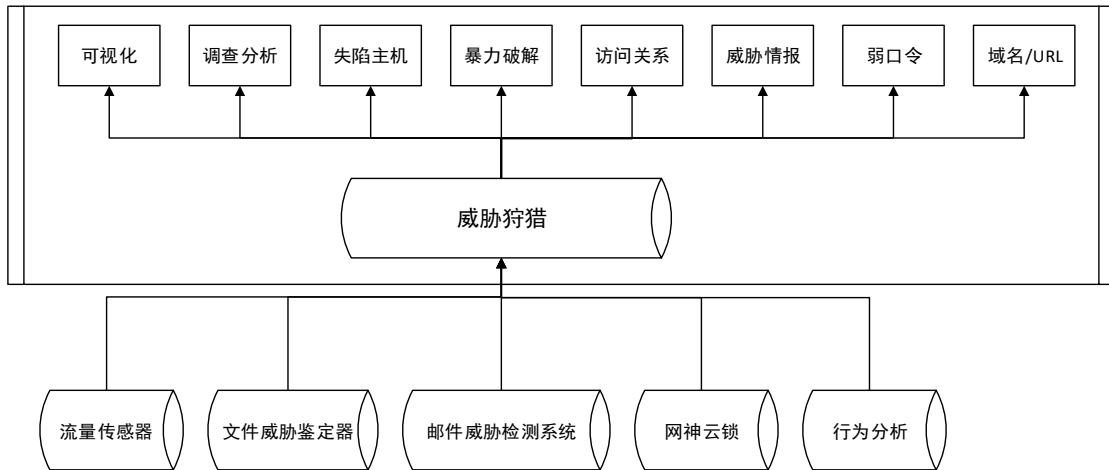 可视化
调查分析
失陷主机
暴力破解
访问关系
威胁情报
弱口令
域名/URL
威胁狩猎
流量传感器
文件威胁鉴定器
邮件威胁检测系统
网神云锁
行为分析